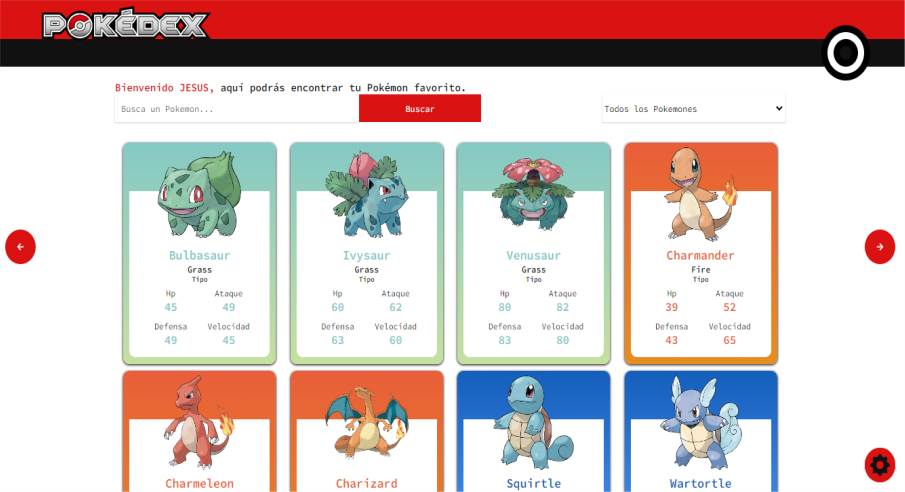 POKÉDEX
Bienvenido JESUS, aquí podrás encontrar tu Pokémon favorito.
Busca un Pokemon... Buscar Todos los Pokemones
Bulbasaur Ivysaur Venusaur Charmander
Grass Grass Grass Fire
Tipo Tipo Tipo Tipo
Hp Ataque Hp Ataque Hp Ataque Hp Ataque
45 49 60 62 80 82 39 52
Defensa Velocidad Defensa Velocidad Defensa Velocidad Defensa Velocidad
49 45 63 60 83 80 43 65
Charmeleon Charizard Squirtle Wartortle